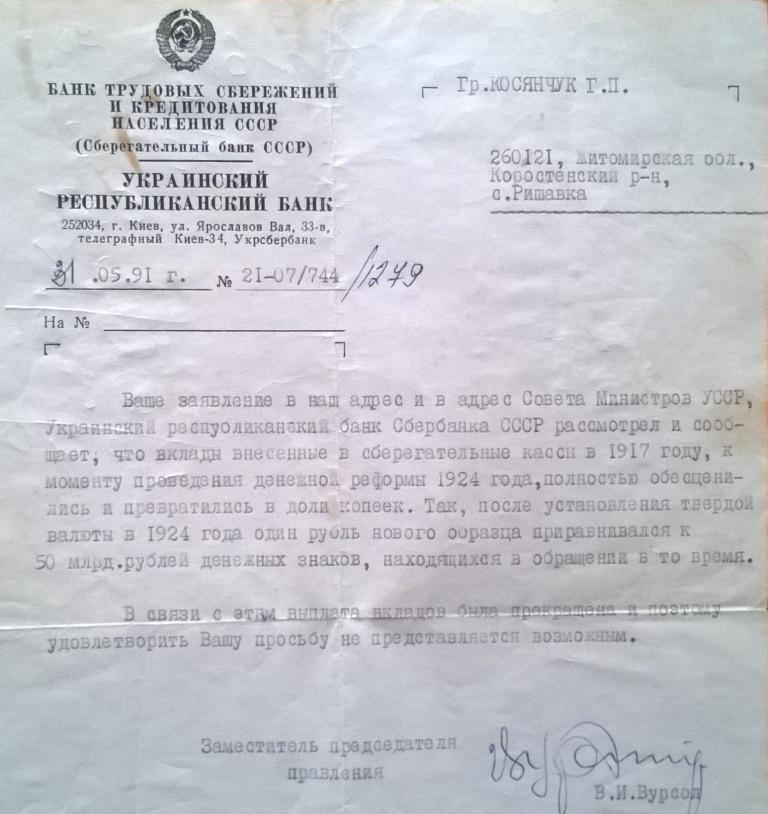 БАНК ТРУДОВЫХ СБЕРЕЖЕНИЙ
И КРЕДИТОВАНИЯ
НАСЕЛЕНИЯ СССР
(Сберегательный банк СССР)
УКРАИНСКИЙ
РЕСПУБЛИКАНСКИЙ БАНК
252034, г. Киев, ул. Ярославов Вал, 33-в,
телеграфный Киев-34, Укрсбербанк
31 .05.91 г. № 21-07/744 /1279
На №
Гр.КОСЯНЧУК Г.П.
260121, Житомирская обл.,
Коростенский р-н,
с.Ришавка
Ваше заявление в наш адрес и в адрес Совета Министров УССР,
Украинский республиканский банк Сбербанка СССР рассмотрел и сооб-
щает, что вклады внесенные в сберегательные кассы в 1917 году, к
моменту проведения денежной реформы 1924 года,полностью обесцени-
лись и превратились в доли копеек. Так, после установления твердой
валюты в 1924 года один рубль нового образца приравнивался к
50 млрд.рублей денежных знаков, находящихся в обращении в то время.
В связи с этим выплата вкладов была прекращена и поэтому
удовлетворить Вашу просьбу не представляется возможным.
Заместитель председателя
правления
В.И.Вурсол